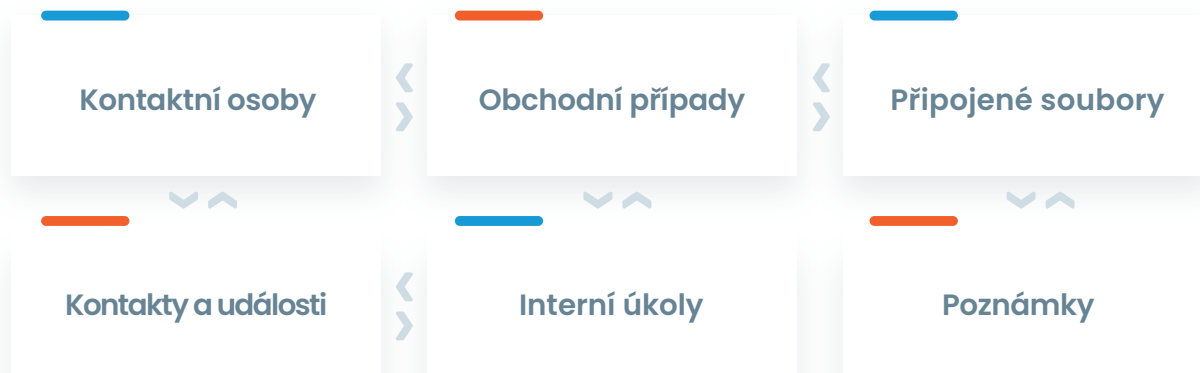 Kontaktní osoby
Obchodní případy
Připojené soubory
Kontakty a události
Interní úkoly
Poznámky